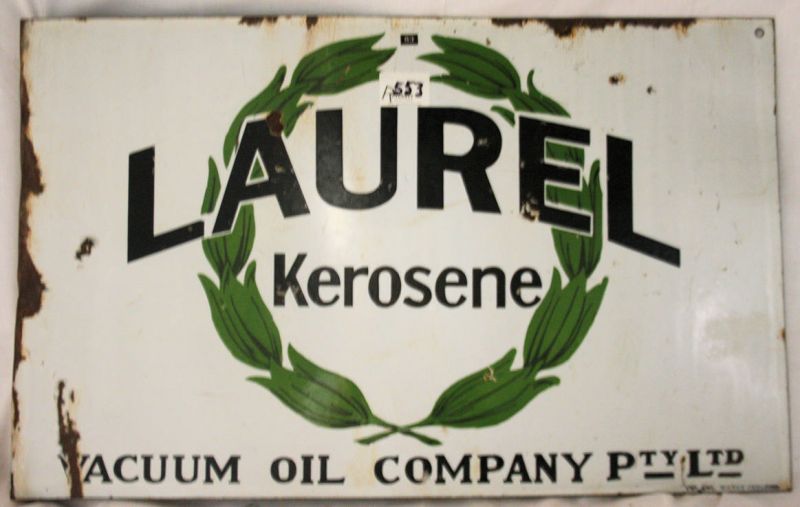 553
LAUREL
Kerosene
VACUUM OIL COMPANY PTY LTD